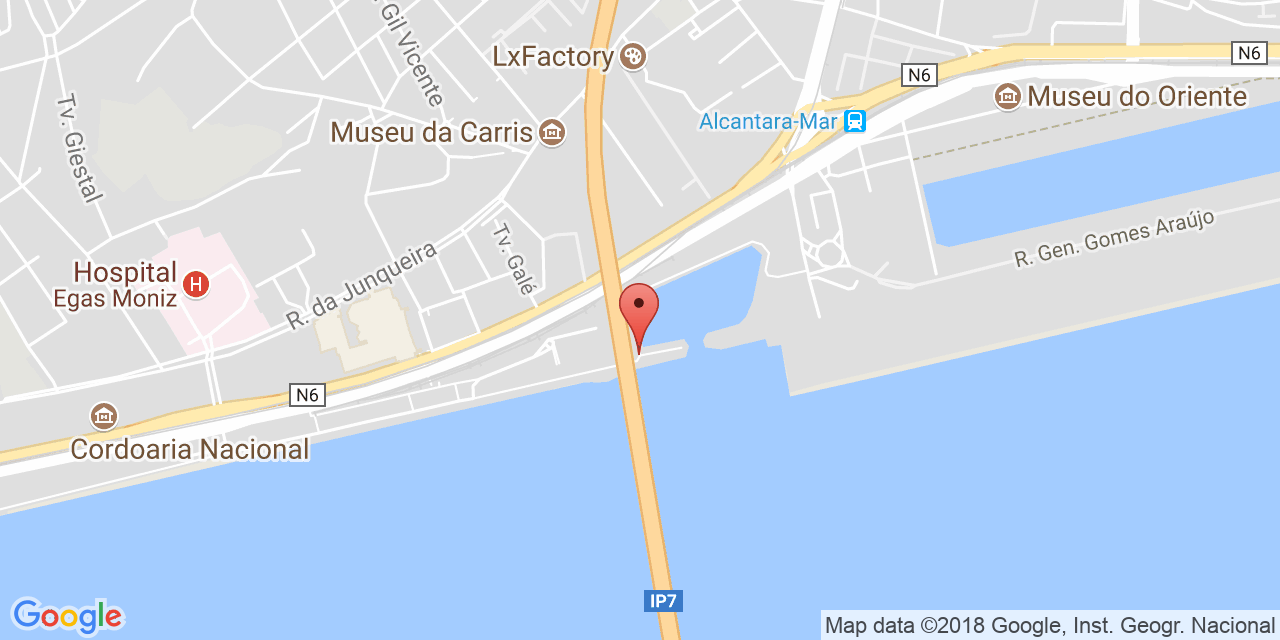 Gil Vicente
LxFactory
N6
N6
Museu do Oriente
Tv. Giestal
Museu da Carris
Alcantara-Mar
R. Gen. Gomes Araújo
Tv. Galé
R. da Junqueira
Hospital
Egas Moniz
H
N6
Cordoaria Nacional
IP7
Google
Map data ©2018 Google, Inst. Geogr. Nacional